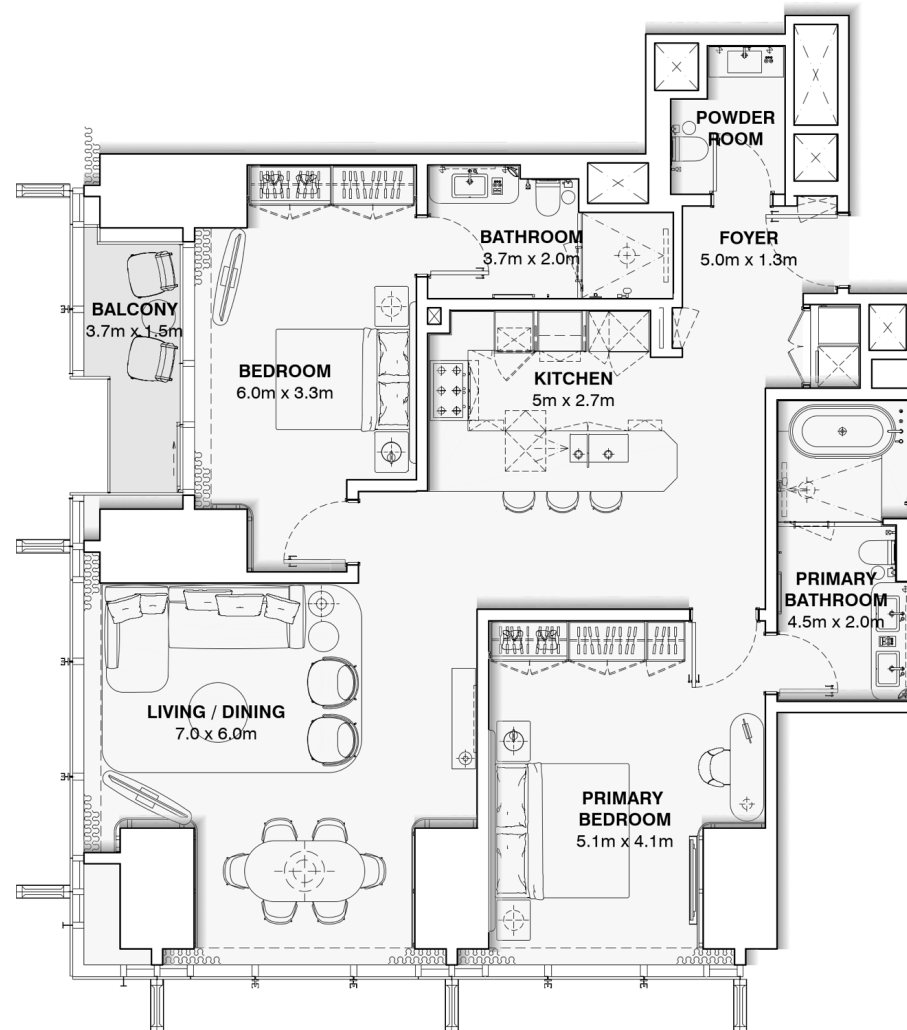 POWDER
ROOM
BATHROOM
3.7m x 2.0m
FOYER
5.0m x 1.3m
BALCONY
3.7m x 1.5m
BEDROOM
6.0m x 3.3m
KITCHEN
5m x 2.7m
PRIMARY
BATHROOM
4.5m x 2.0m
LIVING / DINING
7.0 x 6.0m
PRIMARY
BEDROOM
5.1m x 4.1m